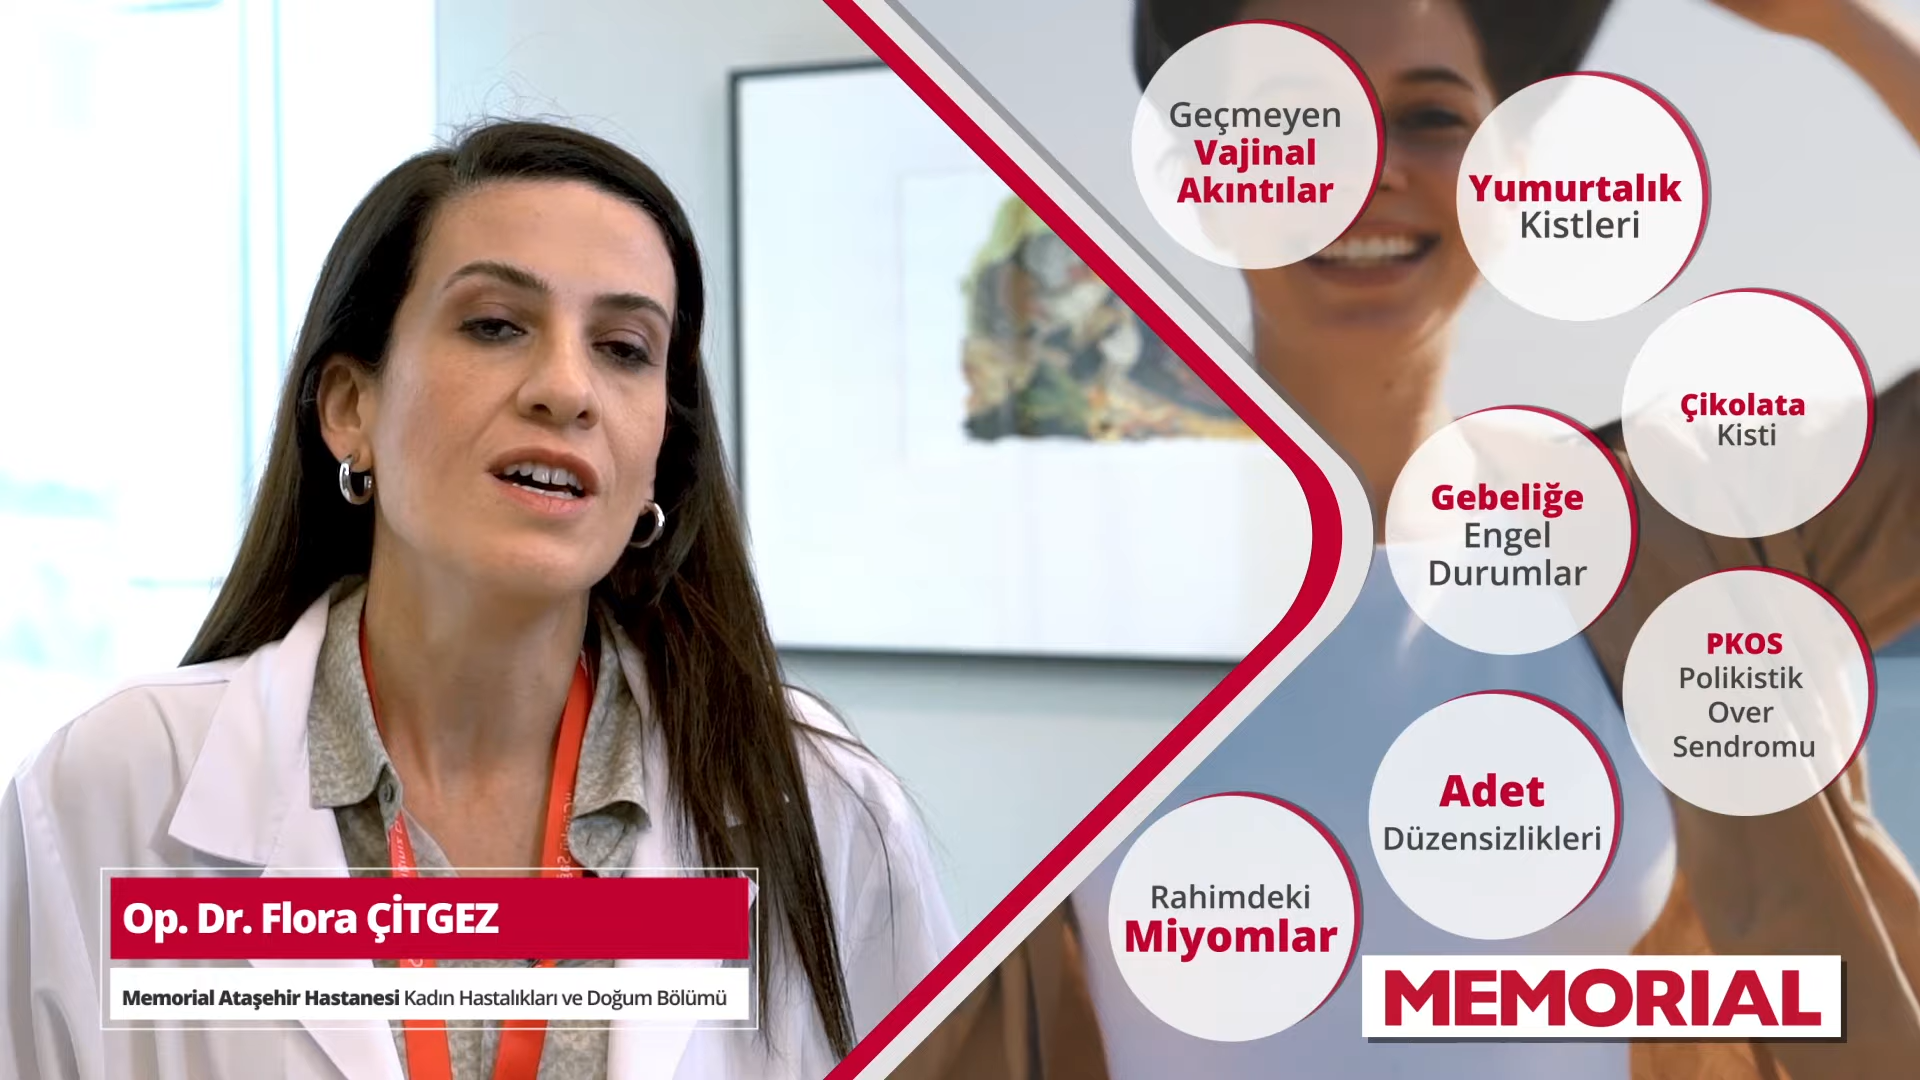 Geçmeyen
Vajinal
Akıntılar
Yumurtalık
Kistleri
Çikolata
Kisti
Gebeliğe
Engel
Durumlar
PKOS
Polikistik
Over
Sendromu
Adet
Düzensizlikleri
Rahimdeki
Miyomlar
Op. Dr. Flora ÇİTGEZ
Memorial Ataşehir Hastanesi Kadın Hastalıkları ve Doğum Bölümü
MEMORIAL